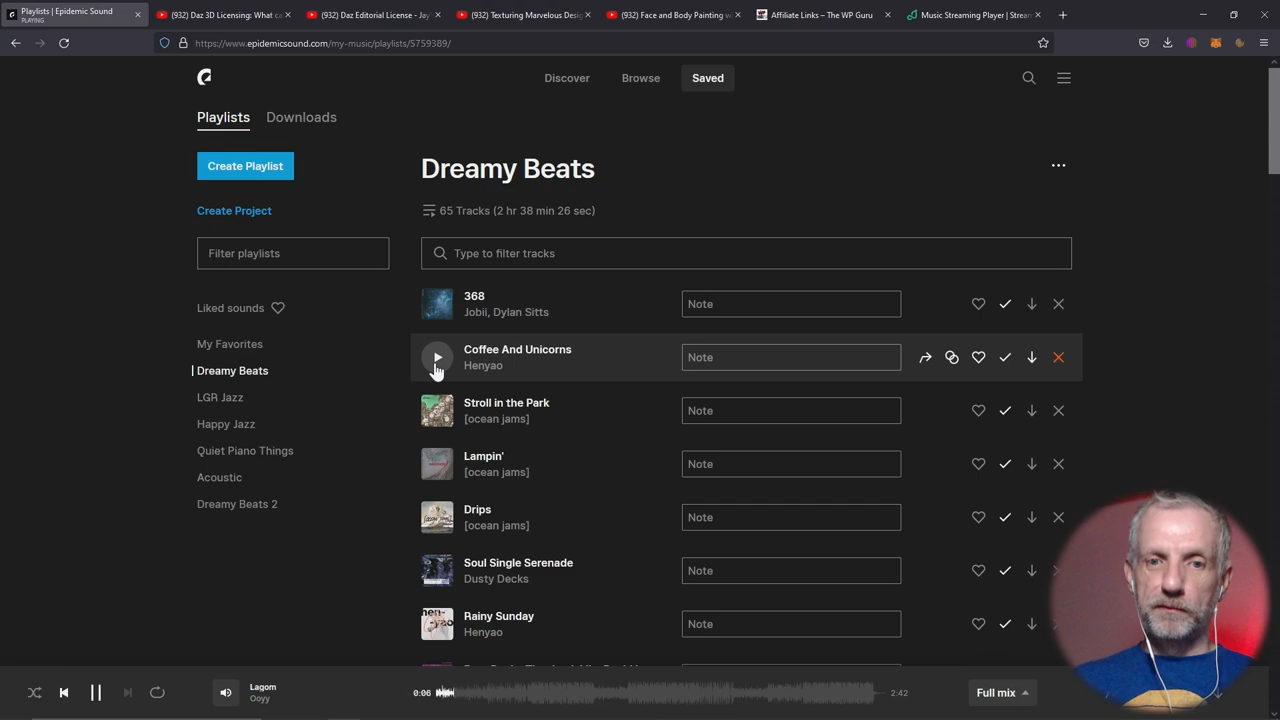 Playlists | Epidemic Sound
PLAYING
(932) Daz 3D Licensing: What ca
(932) Daz Editorial License - Jay
(932) Texturing Marvelous Desig
(932) Face and Body Painting w
Affiliate Links – The WP Guru
Music Streaming Player | Stream
https://www.epidemicsound.com/my-music/playlists/5759389/
Discover
Browse
Saved
Playlists
Downloads
Create Playlist
Create Project
Filter playlists
Liked sounds
My Favorites
Dreamy Beats
LGR Jazz
Happy Jazz
Quiet Piano Things
Acoustic
Dreamy Beats 2
Dreamy Beats
65 Tracks (2 hr 38 min 26 sec)
Type to filter tracks
368
Jobii, Dylan Sitts
Note
Coffee And Unicorns
Henyao
Note
Stroll in the Park
[ocean jams]
Note
Lampin'
[ocean jams]
Note
Drips
[ocean jams]
Note
Soul Single Serenade
Dusty Decks
Note
Rainy Sunday
Henyao
Note
Lagom
Ooyy
0:06
2:42
Full mix